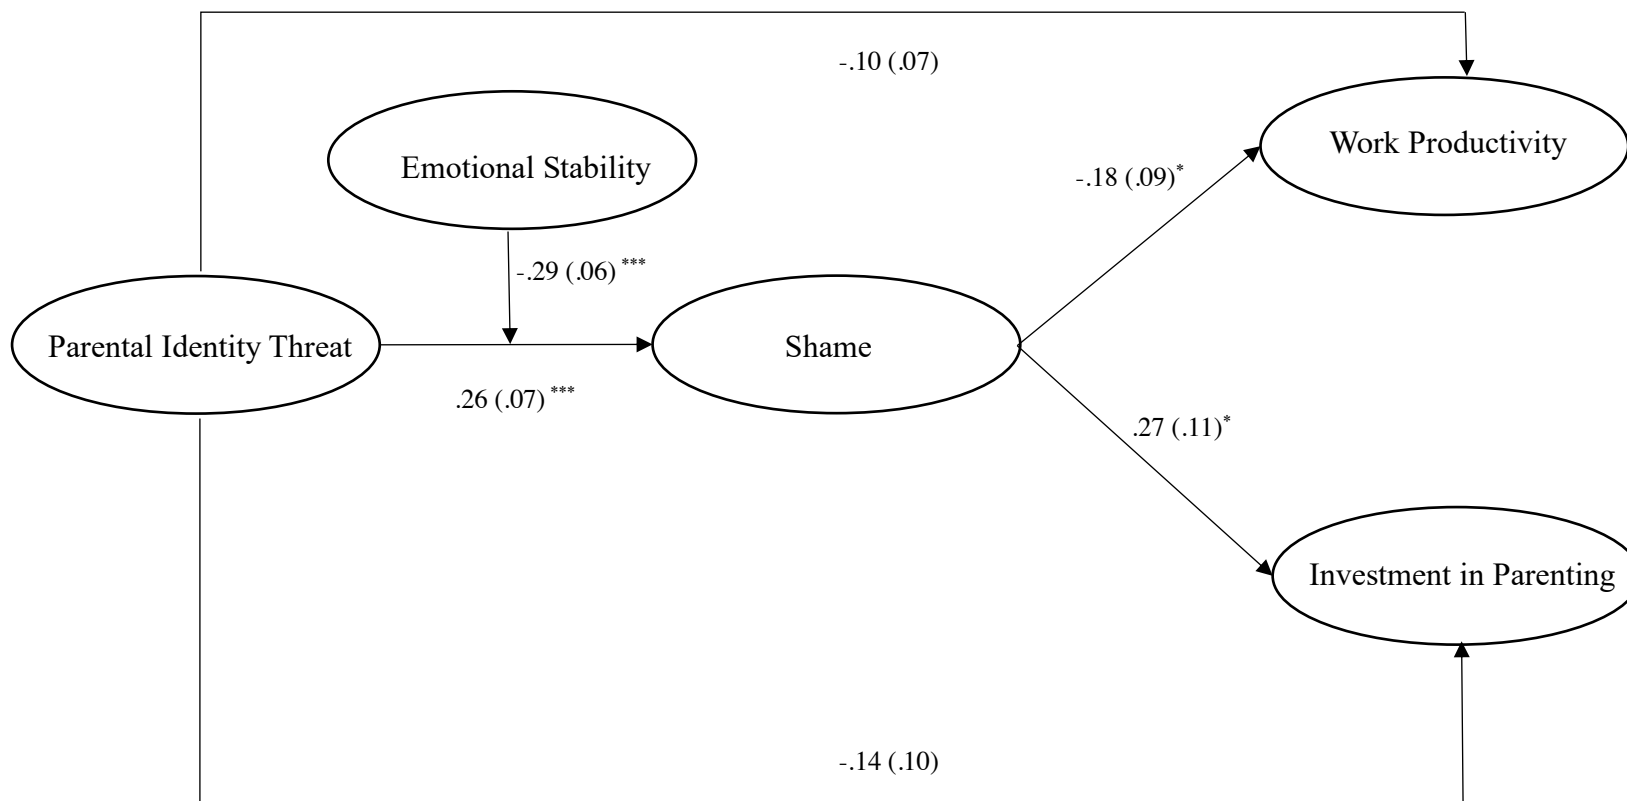 -.10 (.07)
Emotional Stability
Work Productivity
-.18 (.09)*
-.29 (.06) ***
Parental Identity Threat
Shame
.26 (.07) ***
.27 (.11)*
Investment in Parenting
-.14 (.10)